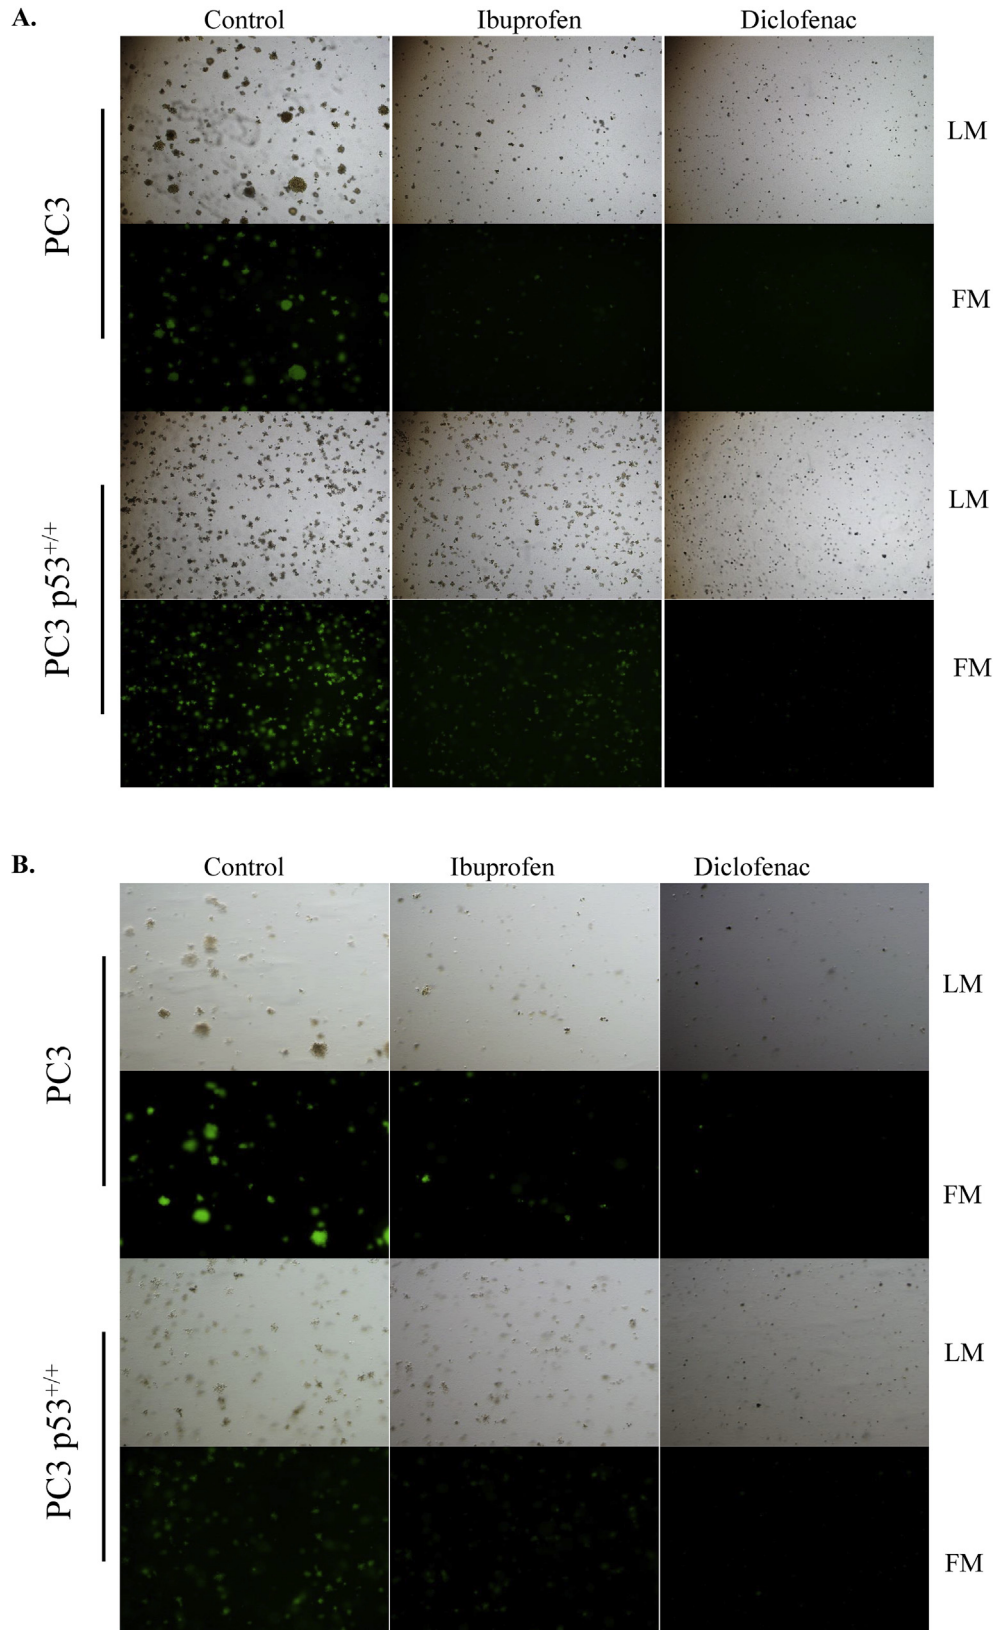 A.
Control Ibuprofen Diclofenac
PC3
LM
FM
PC3 p53+/+
LM
FM
B.
Control Ibuprofen Diclofenac
PC3
LM
FM
PC3 p53+/+
LM
FM